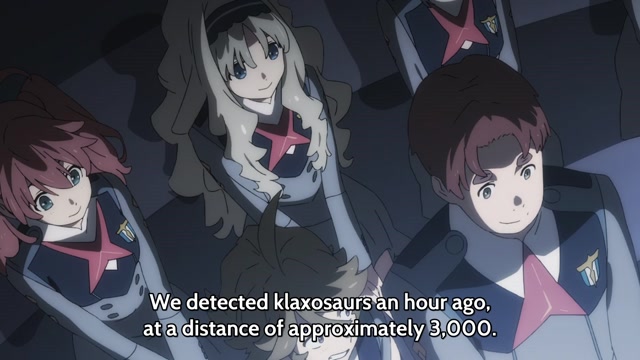 We detected klaxosaurs an hour ago,
at a distance of approximately 3,000.